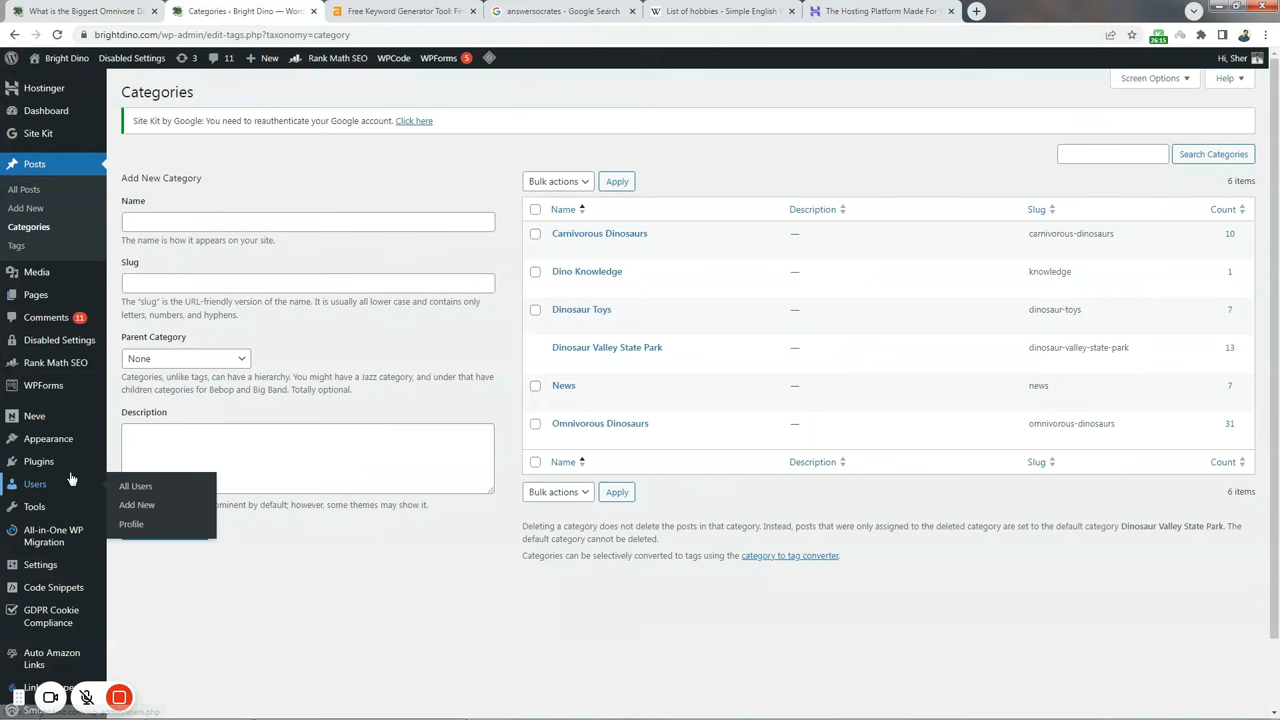 What is the Biggest Omnivore Di
Categories ‹ Bright Dino — Wor
Free Keyword Generator Tool: Fi
answersocrates - Google Search
List of hobbies - Simple English
The Hosting Platform Made For
brightdino.com/wp-admin/edit-tags.php?taxonomy=category
26:15
Bright Dino
Disabled Settings
3
11
New
Rank Math SEO
WPCode
WPForms 5
Hi, Sher
Hostinger
Dashboard
Site Kit
Posts
All Posts
Add New
Categories
Tags
Media
Pages
Comments 11
Disabled Settings
Rank Math SEO
WPForms
Neve
Appearance
Plugins
Users
Tools
All-in-One WP
Migration
Settings
Code Snippets
GDPR Cookie
Compliance
Auto Amazon
Links
All Users
Add New
Profile
Screen Options
Help
Categories
Site Kit by Google: You need to reauthenticate your Google account. Click here
Add New Category
Name
The name is how it appears on your site.
Slug
The "slug" is the URL-friendly version of the name. It is usually all lower case and contains only
letters, numbers, and hyphens.
Parent Category
None
Categories, unlike tags, can have a hierarchy. You might have a Jazz category, and under that have
children categories for Bebop and Big Band. Totally optional.
Description
ominent by default; however, some themes may show it.
Search Categories
Bulk actions
Apply
6 items
Name Description Slug Count
Carnivorous Dinosaurs — carnivorous-dinosaurs 10
Dino Knowledge — knowledge 1
Dinosaur Toys — dinosaur-toys 7
Dinosaur Valley State Park — dinosaur-valley-state-park 13
News — news 7
Omnivorous Dinosaurs — omnivorous-dinosaurs 31
Name Description Slug Count
Bulk actions
Apply
6 items
Deleting a category does not delete the posts in that category. Instead, posts that were only assigned to the deleted category are set to the default category Dinosaur Valley State Park. The
default category cannot be deleted.
Categories can be selectively converted to tags using the category to tag converter.
brightdino.com/wp-admin/users.php